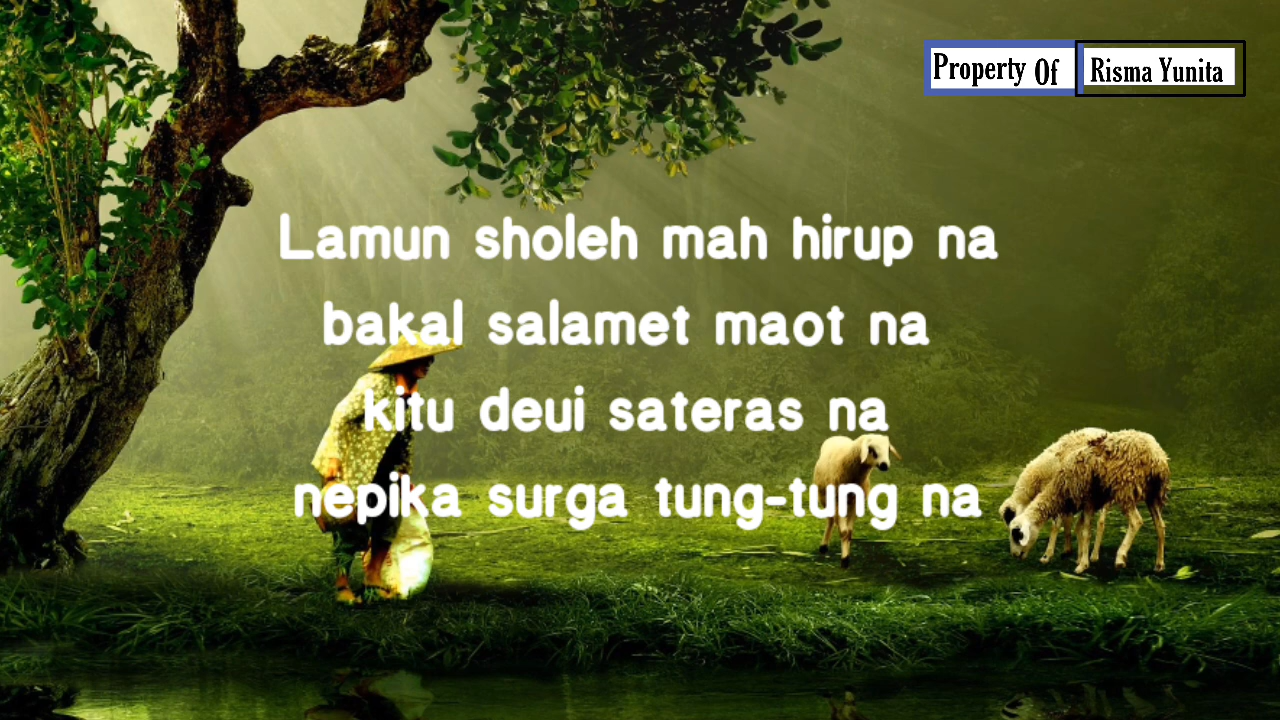 Property Of Risma Yunita
Lamun sholeh mah hirup na
bakal salamet maot na
kitu deui sateras na
nepika surga tung-tung na